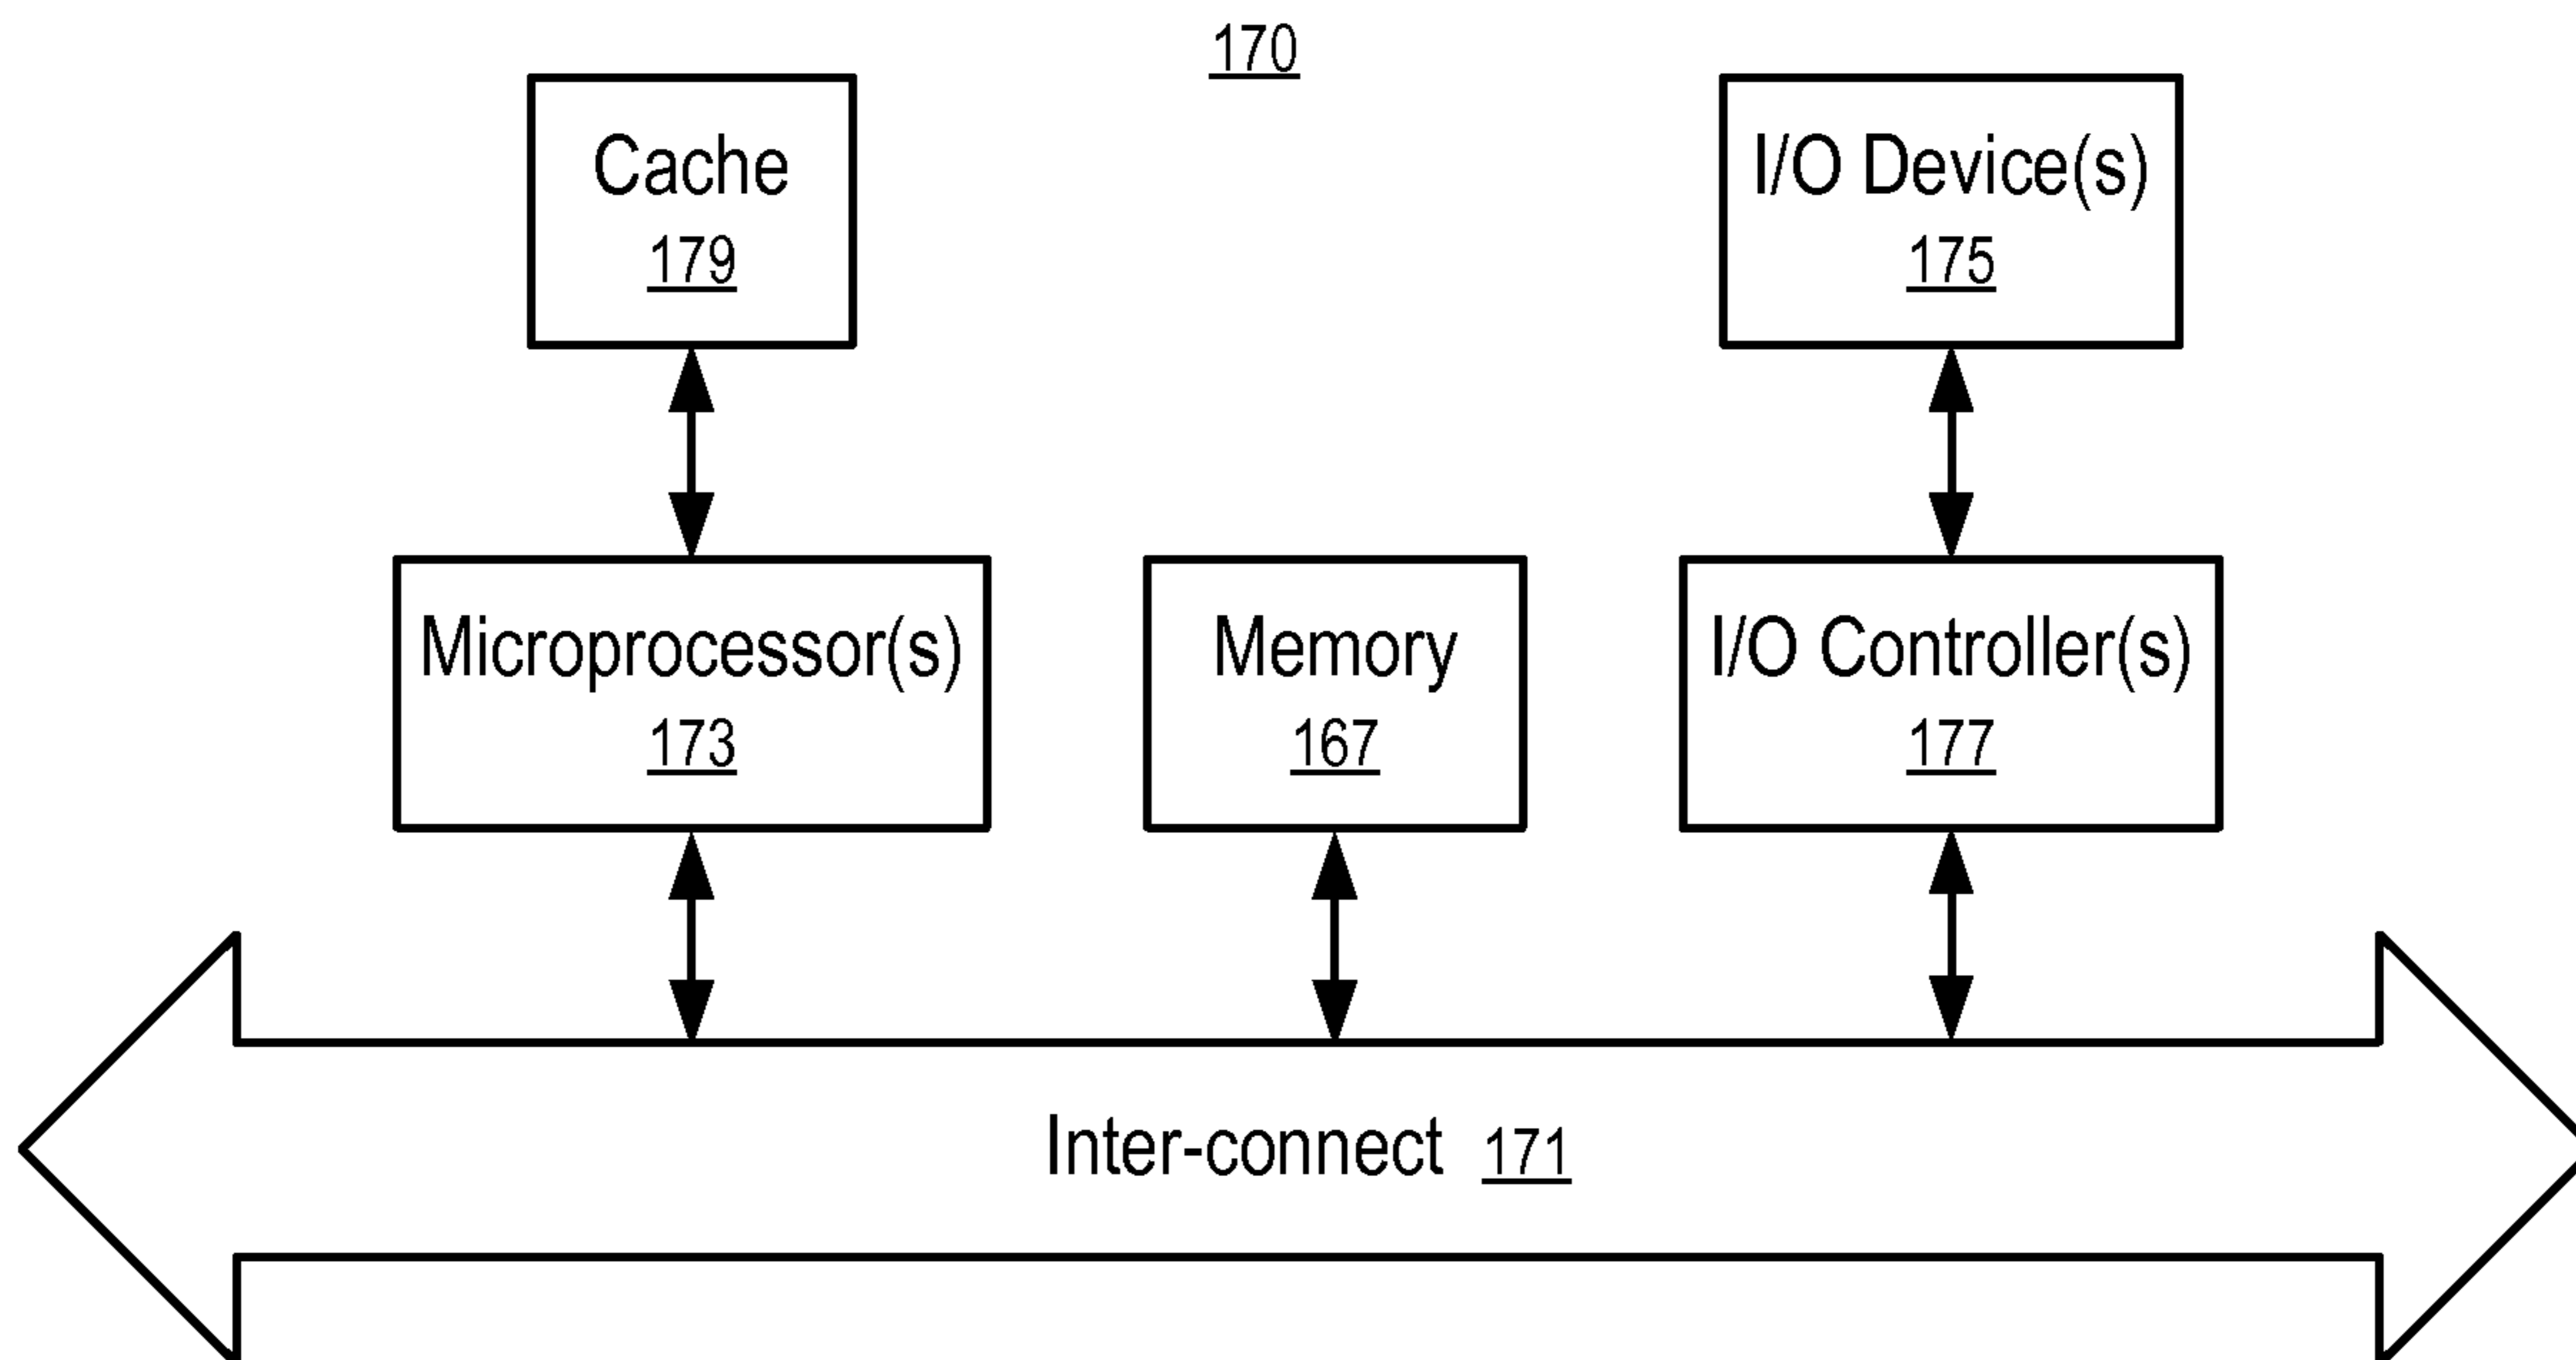 170
Cache
179
I/O Device(s)
175
Microprocessor(s)
173
Memory
167
I/O Controller(s)
177
Inter-connect 171